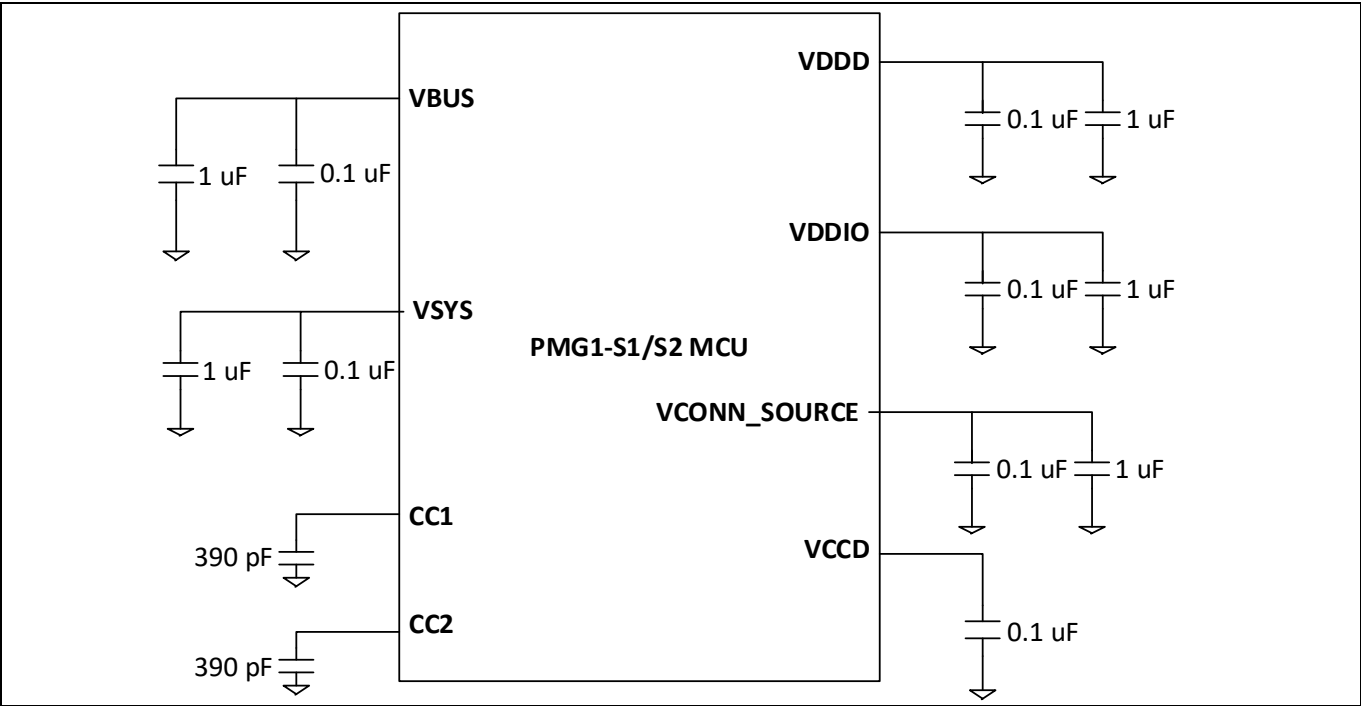 VDDD
VBUS
0.1 uF
1 uF
1 uF
0.1 uF
VDDIO
0.1 uF
1 uF
VSYS
PMG1-S1/S2 MCU
1 uF
0.1 uF
VCONN_SOURCE
0.1 uF
1 uF
CC1
VCCD
390 pF
CC2
0.1 uF
390 pF